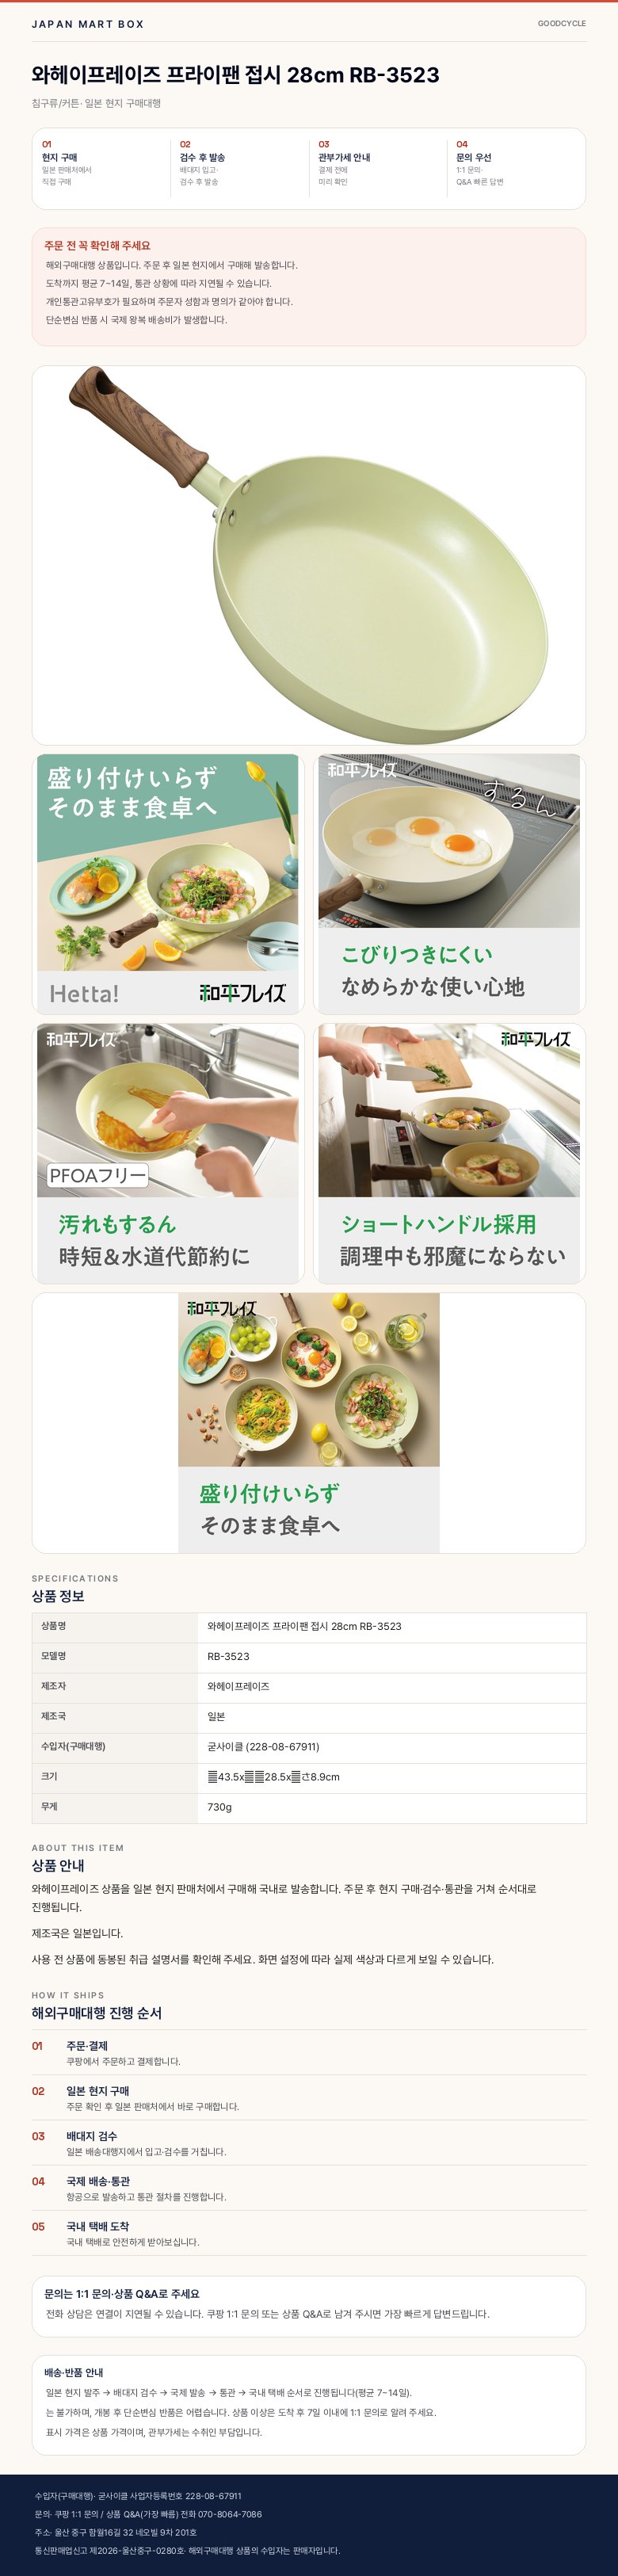 JAPAN MART BOX
GOODCYCLE
와헤이프레이즈 프라이팬 접시 28cm RB-3523
침구류/커튼· 일본 현지 구매대행
01
현지 구매
일본 판매처에서
직접 구매
02
검수 후 발송
배대지 입고·
검수 후 발송
03
관부가세 안내
결제 전에
미리 확인
04
문의 우선
1:1 문의·
Q&A 빠른 답변
주문 전 꼭 확인해 주세요
해외구매대행 상품입니다. 주문 후 일본 현지에서 구매해 발송합니다.
도착까지 평균 7~14일, 통관 상황에 따라 지연될 수 있습니다.
개인통관고유부호가 필요하며 주문자 성함과 명의가 같아야 합니다.
단순변심 반품 시 국제 왕복 배송비가 발생합니다.
盛り付けいらず
そのまま食卓へ
Hetta!
和平フレイズ
和平フレイズ
するん
こびりつきにくい
なめらかな使い心地
和平フレイズ
PFOAフリー
汚れもするん
時短&水道代節約に
和平フレイズ
ショートハンドル採用
調理中も邪魔にならない
和平フレイズ
盛り付けいらず
そのまま食卓へ
SPECIFICATIONS
상품 정보
상품명 와헤이프레이즈 프라이팬 접시 28cm RB-3523
모델명 RB-3523
제조자 와헤이프레이즈
제조국 일본
수입자(구매대행) 굳사이클 (228-08-67911)
크기 43.5x28.5x8.9cm
무게 730g
ABOUT THIS ITEM
상품 안내
와헤이프레이즈 상품을 일본 현지 판매처에서 구매해 국내로 발송합니다. 주문 후 현지 구매·검수·통관을 거쳐 순서대로
진행됩니다.
제조국은 일본입니다.
사용 전 상품에 동봉된 취급 설명서를 확인해 주세요. 화면 설정에 따라 실제 색상과 다르게 보일 수 있습니다.
HOW IT SHIPS
해외구매대행 진행 순서
01 주문·결제
쿠팡에서 주문하고 결제합니다.
02 일본 현지 구매
주문 확인 후 일본 판매처에서 바로 구매합니다.
03 배대지 검수
일본 배송대행지에서 입고·검수를 거칩니다.
04 국제 배송·통관
항공으로 발송하고 통관 절차를 진행합니다.
05 국내 택배 도착
국내 택배로 안전하게 받아보십니다.
문의는 1:1 문의·상품 Q&A로 주세요
전화 상담은 연결이 지연될 수 있습니다. 쿠팡 1:1 문의 또는 상품 Q&A로 남겨 주시면 가장 빠르게 답변드립니다.
배송·반품 안내
일본 현지 발주 → 배대지 검수 → 국제 발송 → 통관 → 국내 택배 순서로 진행됩니다(평균 7~14일).
는 불가하며, 개봉 후 단순변심 반품은 어렵습니다. 상품 이상은 도착 후 7일 이내에 1:1 문의로 알려 주세요.
표시 가격은 상품 가격이며, 관부가세는 수취인 부담입니다.
수입자(구매대행)· 굳사이클 사업자등록번호 228-08-67911
문의· 쿠팡 1:1 문의 / 상품 Q&A(가장 빠름) 전화 070-8064-7086
주소· 울산 중구 함월16길 32 네오빌 9차 201호
통신판매업신고 제2026-울산중구-0280호· 해외구매대행 상품의 수입자는 판매자입니다.